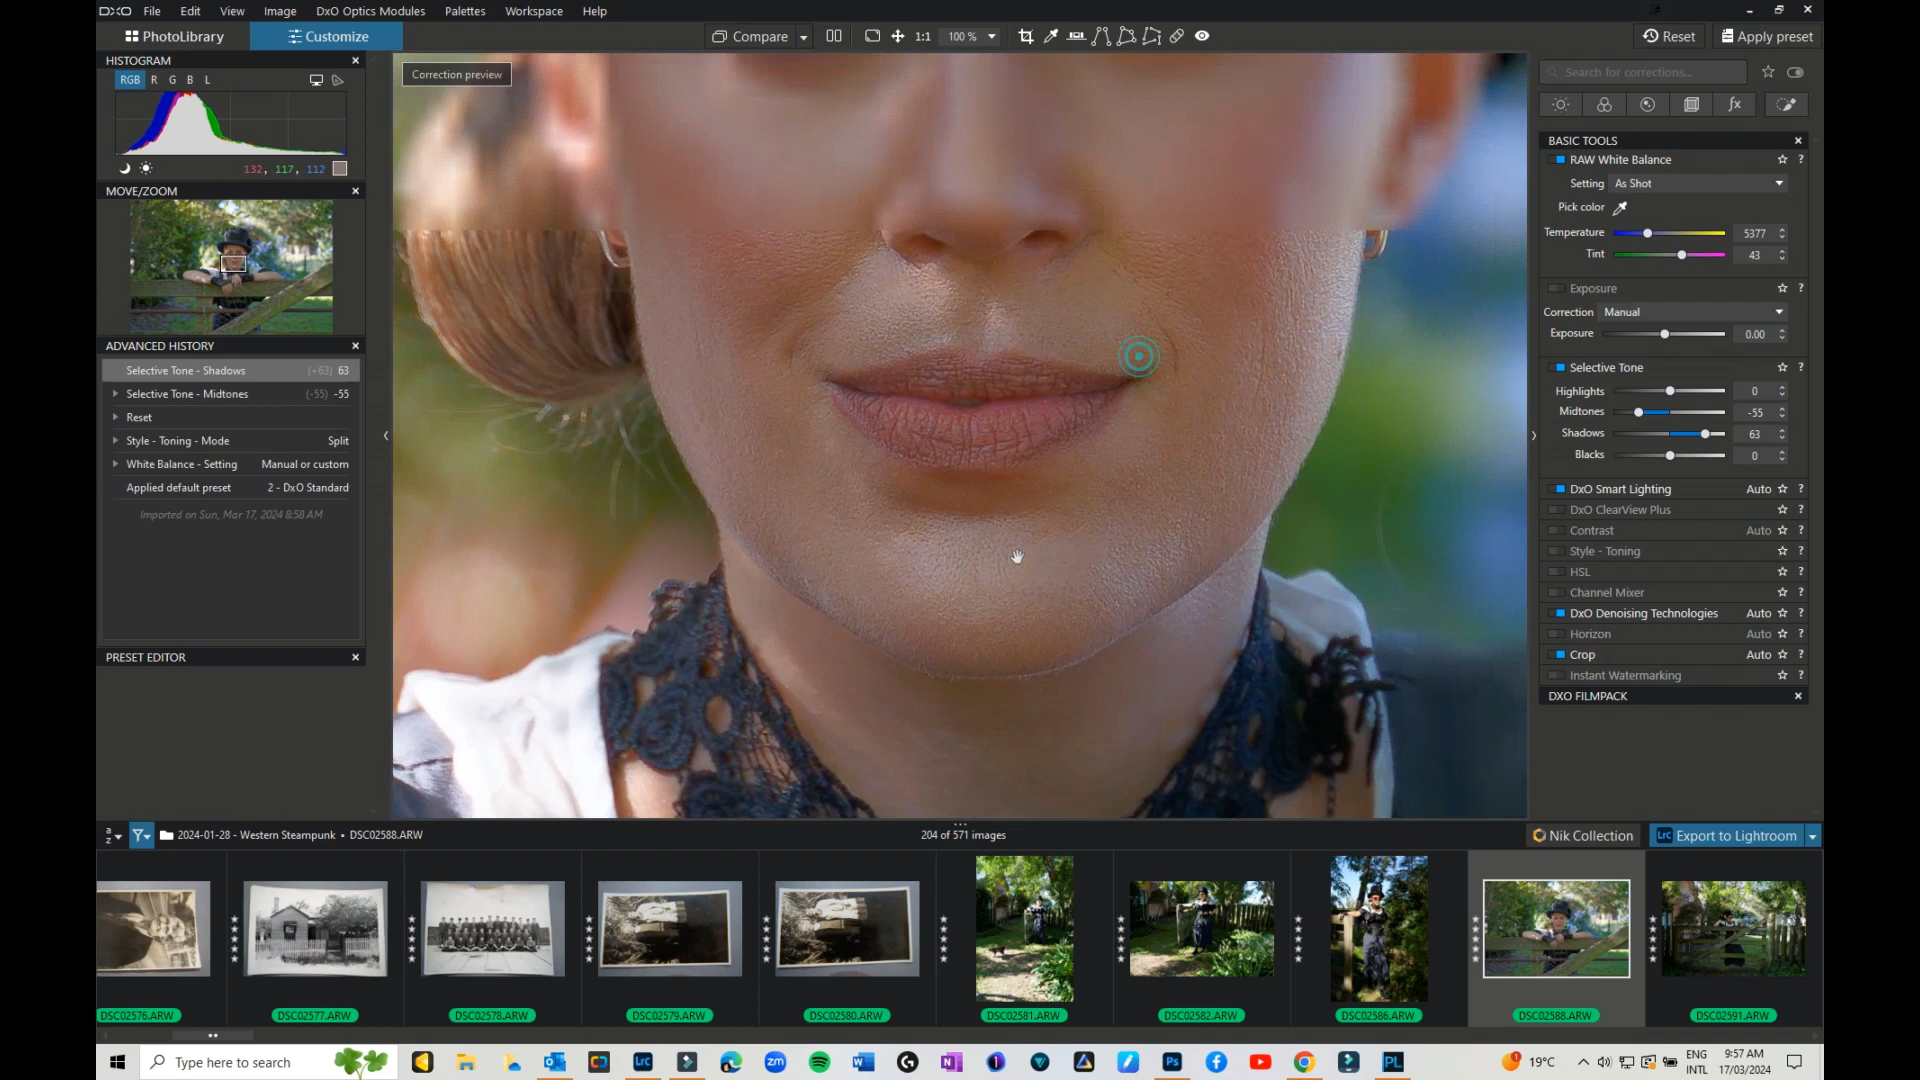 DXO File Edit View Image DxO Optics Modules Palettes Workspace Help
PhotoLibrary Customize Compare 1:1 100 % Reset Apply preset
HISTOGRAM
RGB R G B L
132, 117, 112
MOVE/ZOOM
ADVANCED HISTORY
Selective Tone - Shadows (+63) 63
Selective Tone - Midtones (-55) -55
Reset
Style - Toning - Mode Split
White Balance - Setting Manual or custom
Applied default preset 2 - DxO Standard
Imported on Sun, Mar 17, 2024 8:58 AM
PRESET EDITOR
Correction preview
Search for corrections...
fx
BASIC TOOLS
RAW White Balance ?
Setting As Shot
Pick color
Temperature 5377
Tint 43
Exposure ?
Correction Manual
Exposure 0.00
Selective Tone ?
Highlights 0
Midtones -55
Shadows 63
Blacks 0
DxO Smart Lighting Auto ?
DxO ClearView Plus ?
Contrast Auto ?
Style - Toning ?
HSL ?
Channel Mixer ?
DxO Denoising Technologies Auto ?
Horizon Auto ?
Crop Auto ?
Instant Watermarking ?
DXO FILMPACK
a z 2024-01-28 - Western Steampunk • DSC02588.ARW 204 of 571 images Nik Collection LrC Export to Lightroom
DSC02576.ARW DSC02577.ARW DSC02578.ARW DSC02579.ARW DSC02580.ARW DSC02581.ARW DSC02582.ARW DSC02586.ARW DSC02588.ARW DSC02591.ARW
Type here to search LrC zm W N Ps PL 1 19°C ENG INTL 9:57 AM 17/03/2024